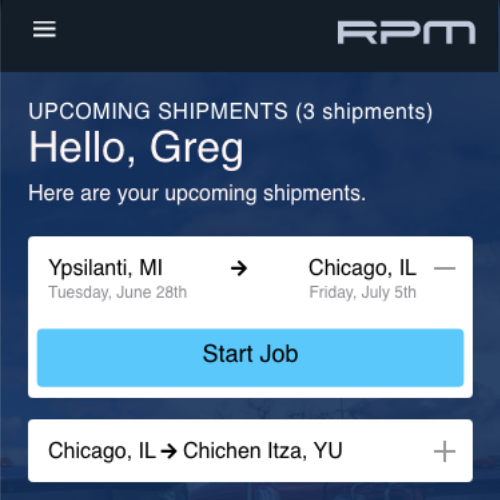 RPM
UPCOMING SHIPMENTS (3 shipments)
Hello, Greg
Here are your upcoming shipments.
Ypsilanti, MI → Chicago, IL
Tuesday, June 28th Friday, July 5th
Start Job
Chicago, IL → Chichen Itza, YU